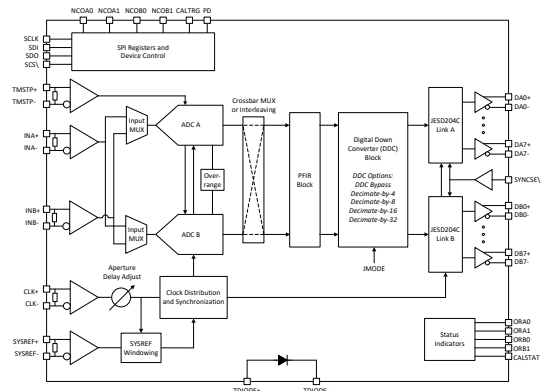 NCOA0 NCOA1 NCOB0 NCOB1 CALTRG PD
SCLK
SDI
SDO
SCS\
SPI Registers and
Device Control
TMSTP+
TMSTP-
INA+
INA-
Input
MUX
ADC A
Crossbar MUX
or Interleaving
Over-
range
INB+
INB-
Input
MUX
ADC B
PFIR
Block
Digital Down
Converter (DDC)
Block
DDC Options:
DDC Bypass
Decimate-by-4
Decimate-by-8
Decimate-by-16
Decimate-by-32
JMODE
JESD204C
Link A
DA0+
DA0-
DA7+
DA7-
SYNCSE\
JESD204C
Link B
DB0+
DB0-
DB7+
DB7-
Aperture
Delay Adjust
CLK+
CLK-
Clock Distribution
and Synchronization
SYSREF+
SYSREF-
SYSREF
Windowing
Status
Indicators
ORA0
ORA1
ORB0
ORB1
CALSTAT
TDIODE+ TDIODE-